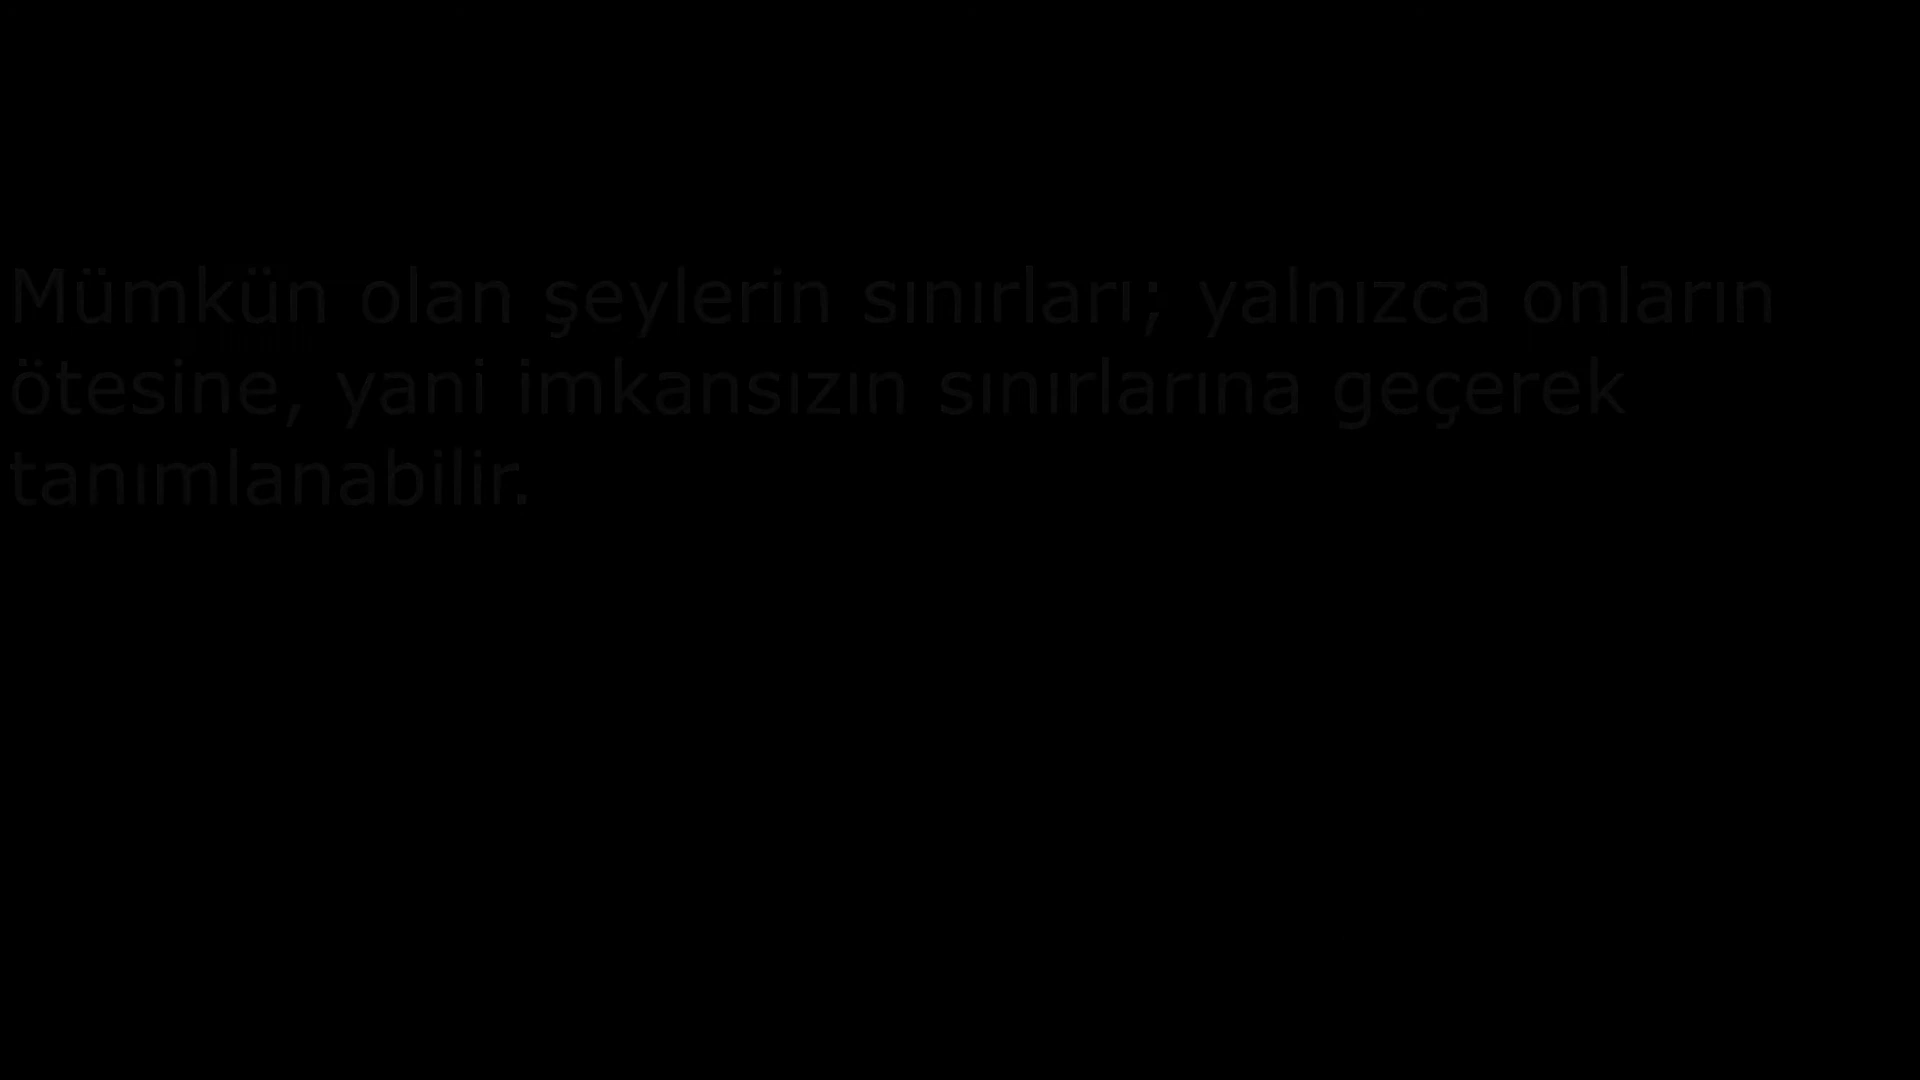 Mümkün olan şeylerin sınırları; yalnızca onların
ötesine, yani imkansızın sınırlarına geçerek
tanımlanabilir.